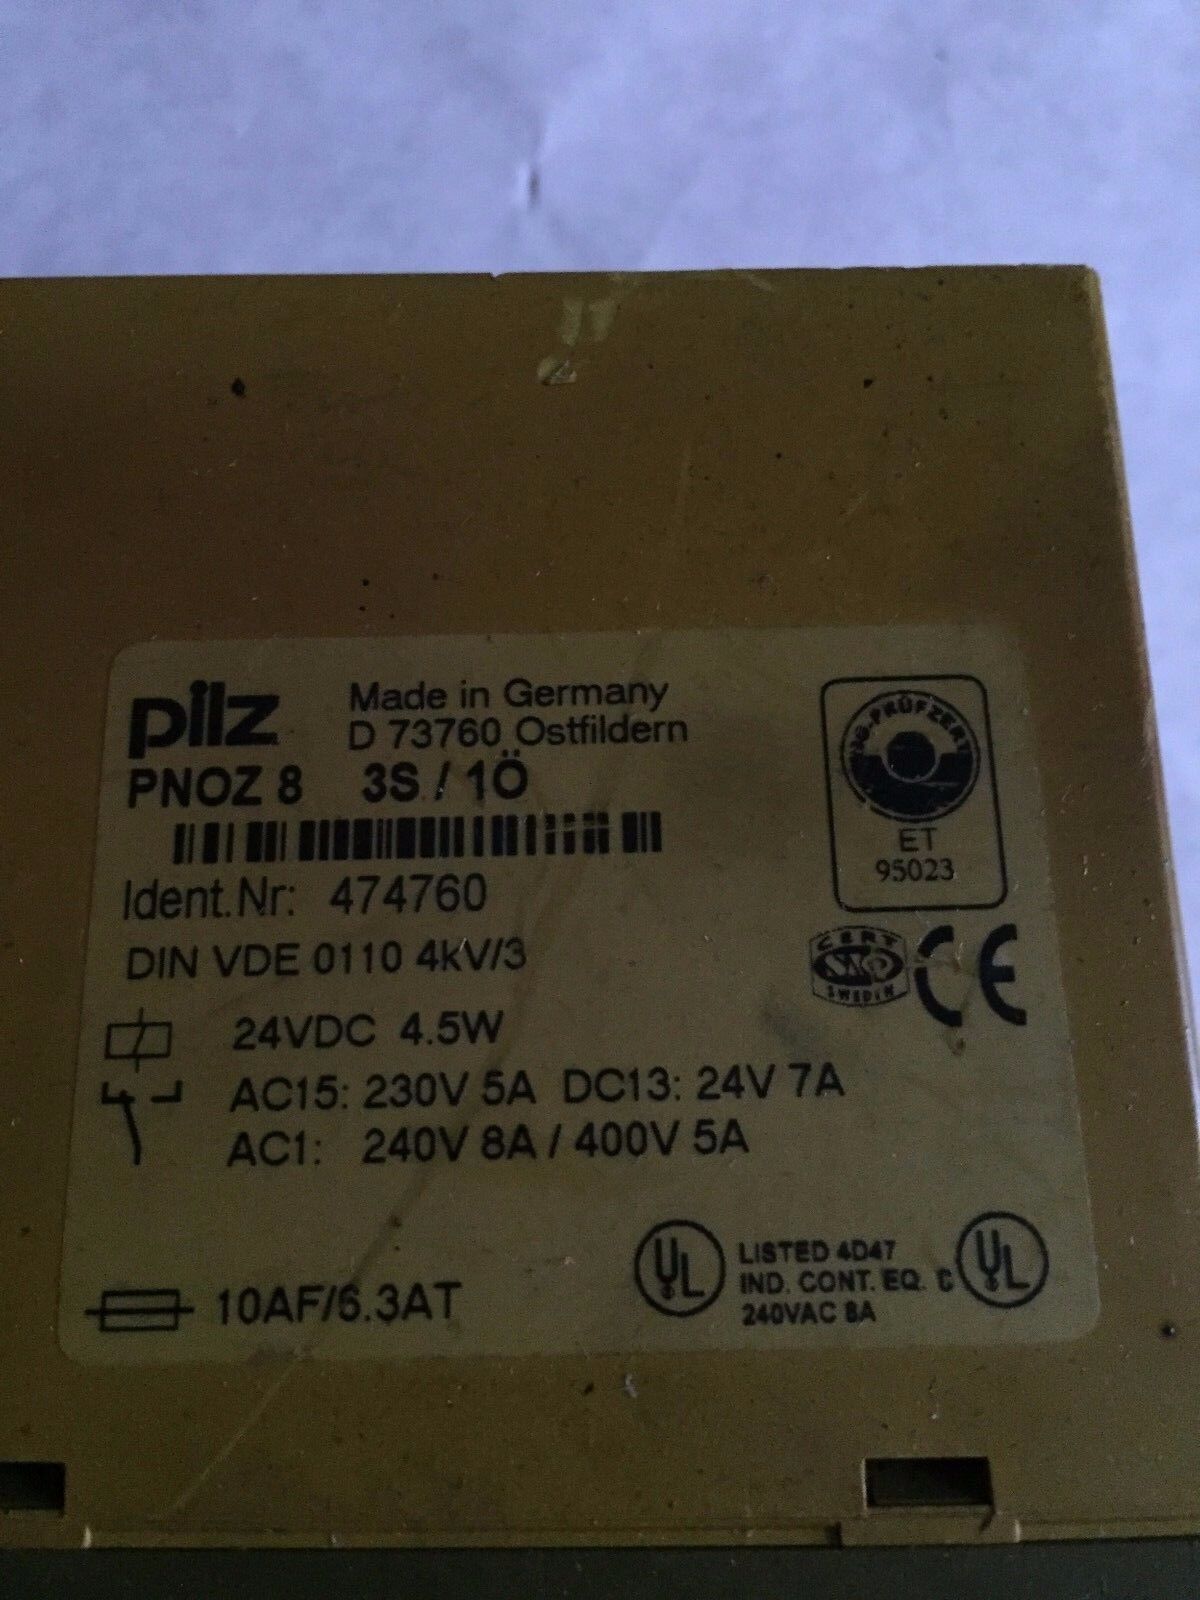 pilz
Made in Germany
D 73760 Ostfildern
PNOZ 8 3S / 1Ö
Ident.Nr: 474760
DIN VDE 0110 4kV/3
24VDC 4.5W
AC15: 230V 5A DC13: 24V 7A
AC1: 240V 8A / 400V 5A
10AF/6.3AT
BG-PRÜFZERT
ET
95023
CERT
SWEDEN
CE
UL
LISTED 4D47
IND. CONT. EQ.
240VAC 8A
C
UL